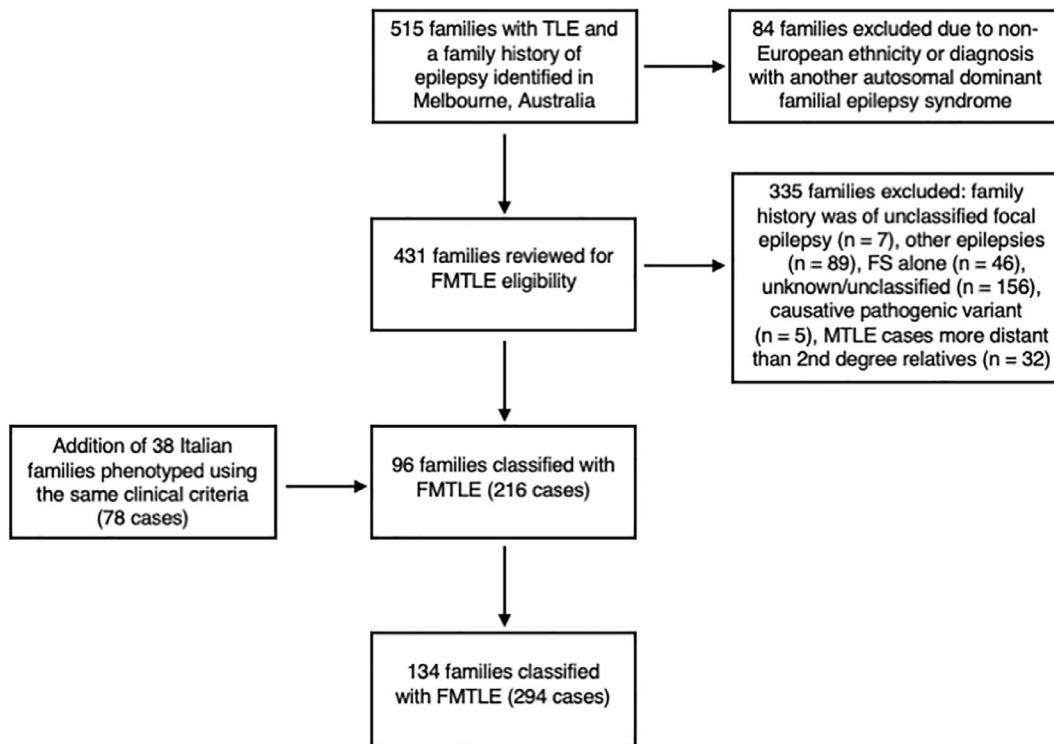 515 families with TLE and
a family history of
epilepsy identified in
Melbourne, Australia
84 families excluded due to non-
European ethnicity or diagnosis
with another autosomal dominant
familial epilepsy syndrome
431 families reviewed for
FMTLE eligibility
335 families excluded: family
history was of unclassified focal
epilepsy (n = 7), other epilepsies
(n = 89), FS alone (n = 46),
unknown/unclassified (n = 156),
causative pathogenic variant
(n = 5), MTLE cases more distant
than 2nd degree relatives (n = 32)
Addition of 38 Italian
families phenotyped using
the same clinical criteria
(78 cases)
96 families classified with
FMTLE (216 cases)
134 families classified
with FMTLE (294 cases)